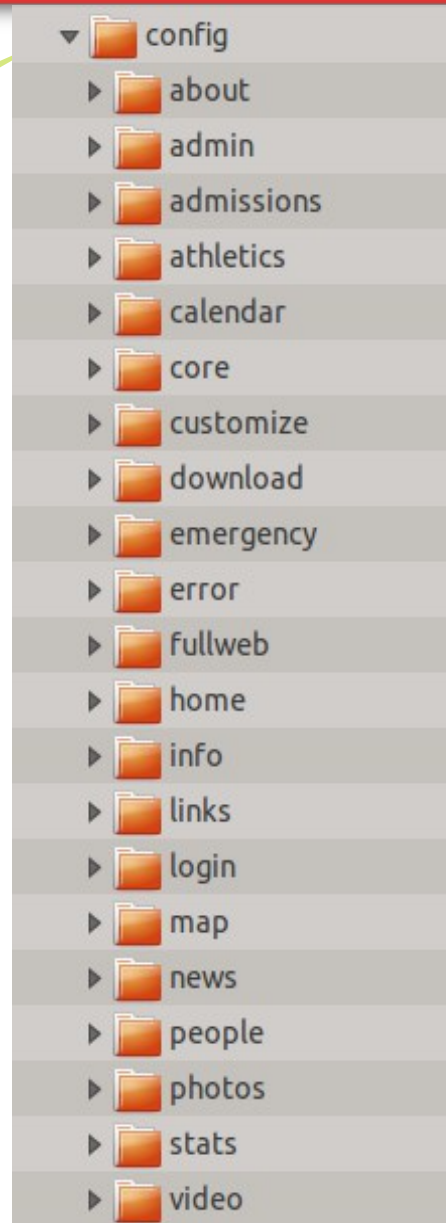 config
about
admin
admissions
athletics
calendar
core
customize
download
emergency
error
fullweb
home
info
links
login
map
news
people
photos
stats
video